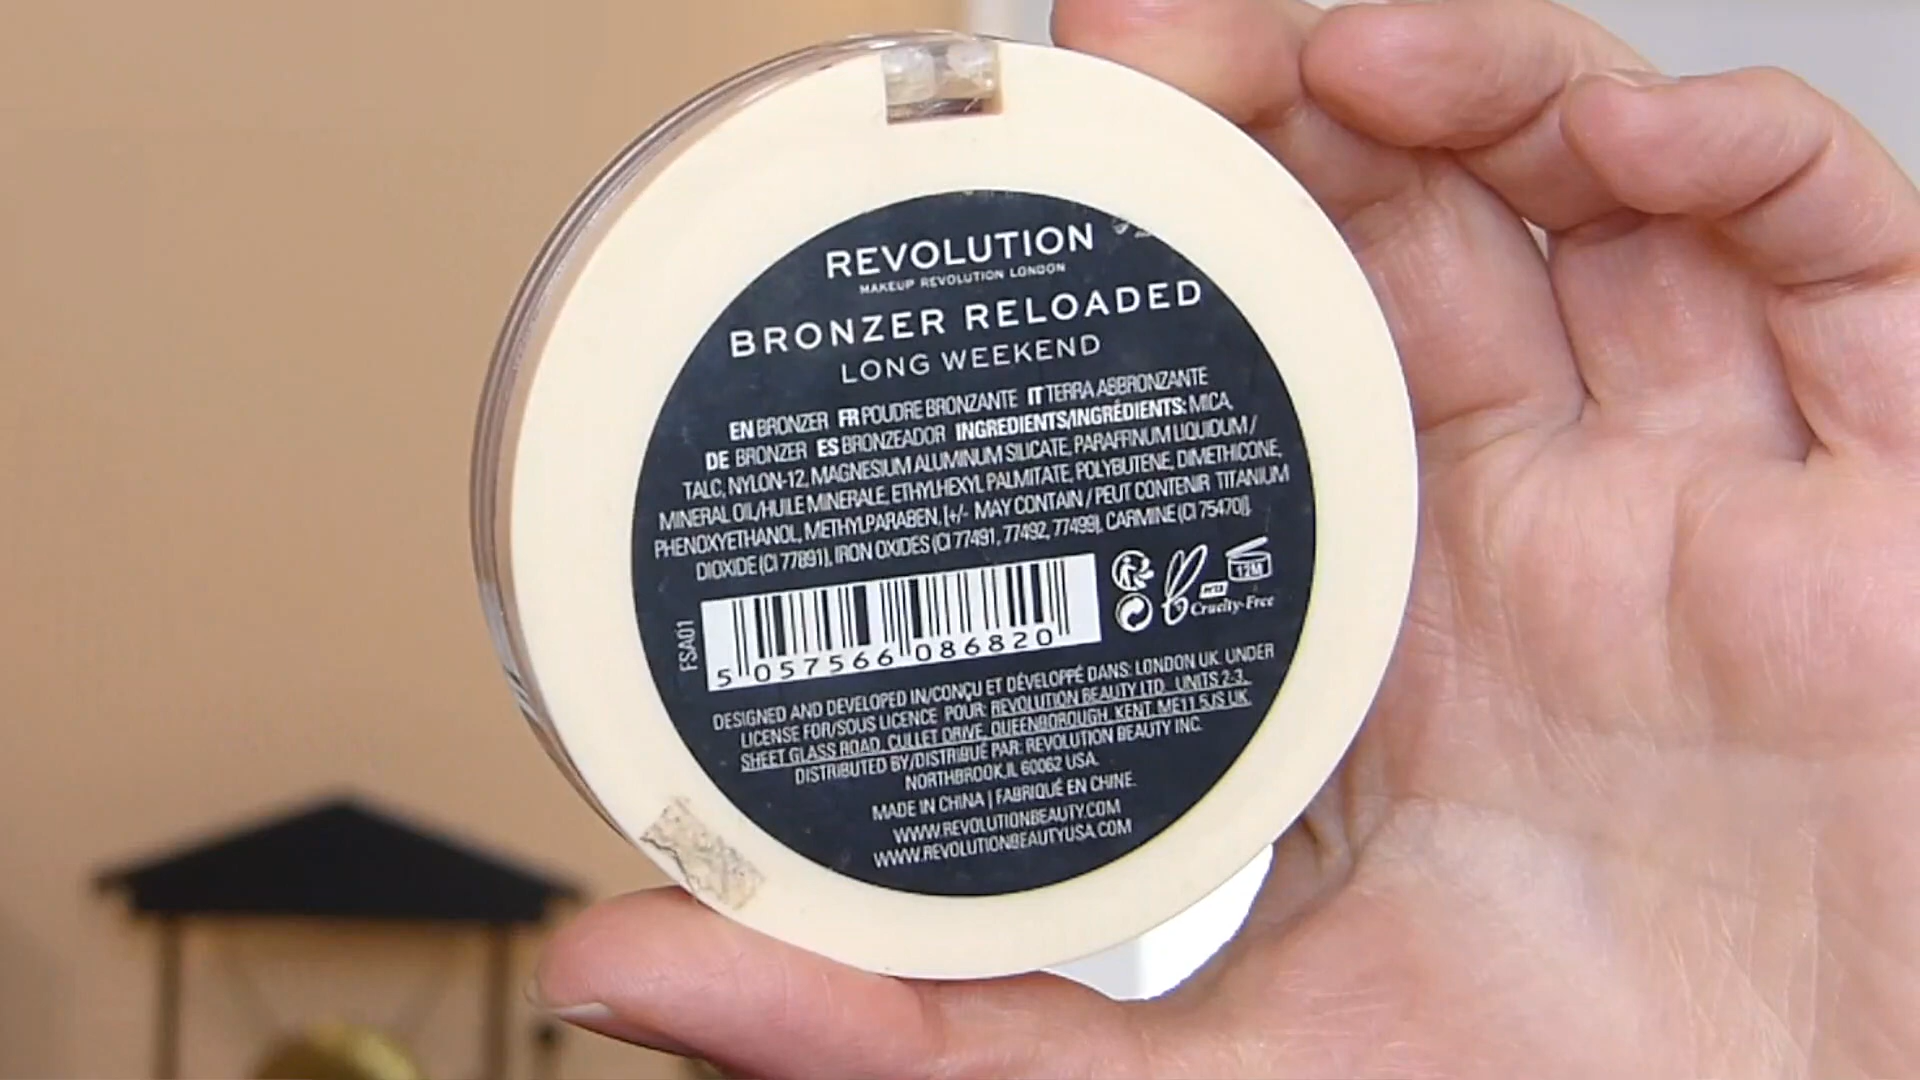 REVOLUTION
MAKEUP REVOLUTION LONDON
BRONZER RELOADED
LONG WEEKEND
EN BRONZER FR POUDRE BRONZANTE IT TERRA ABBRONZANTE
DE BRONZER ES BRONZEADOR INGREDIENTS/INGRÉDIENTS: MICA,
TALC, NYLON-12, MAGNESIUM ALUMINUM SILICATE, PARAFFINUM LIQUIDUM /
MINERAL OIL/HUILE MINERALE, ETHYLHEXYL PALMITATE, POLYBUTENE, DIMETHICONE,
PHENOXYETHANOL, METHYLPARABEN, [+/- MAY CONTAIN / PEUT CONTENIR TITANIUM
DIOXIDE (CI 77891), IRON OXIDES (CI 77491, 77492, 77499), CARMINE (CI 75470)].
FSA01
5 057566 086820
12M
Cruelty-Free
DESIGNED AND DEVELOPED IN/CONÇU ET DÉVELOPPÉ DANS: LONDON UK. UNDER
LICENSE FOR/SOUS LICENCE POUR: REVOLUTION BEAUTY LTD. UNITS 2-3,
SHEET GLASS ROAD, CULLET DRIVE, QUEENBOROUGH, KENT, ME11 5JS UK.
DISTRIBUTED BY/DISTRIBUÉ PAR: REVOLUTION BEAUTY INC.
NORTHBROOK,IL 60062 USA.
MADE IN CHINA | FABRIQUÉ EN CHINE.
WWW.REVOLUTIONBEAUTY.COM
WWW.REVOLUTIONBEAUTYUSA.COM